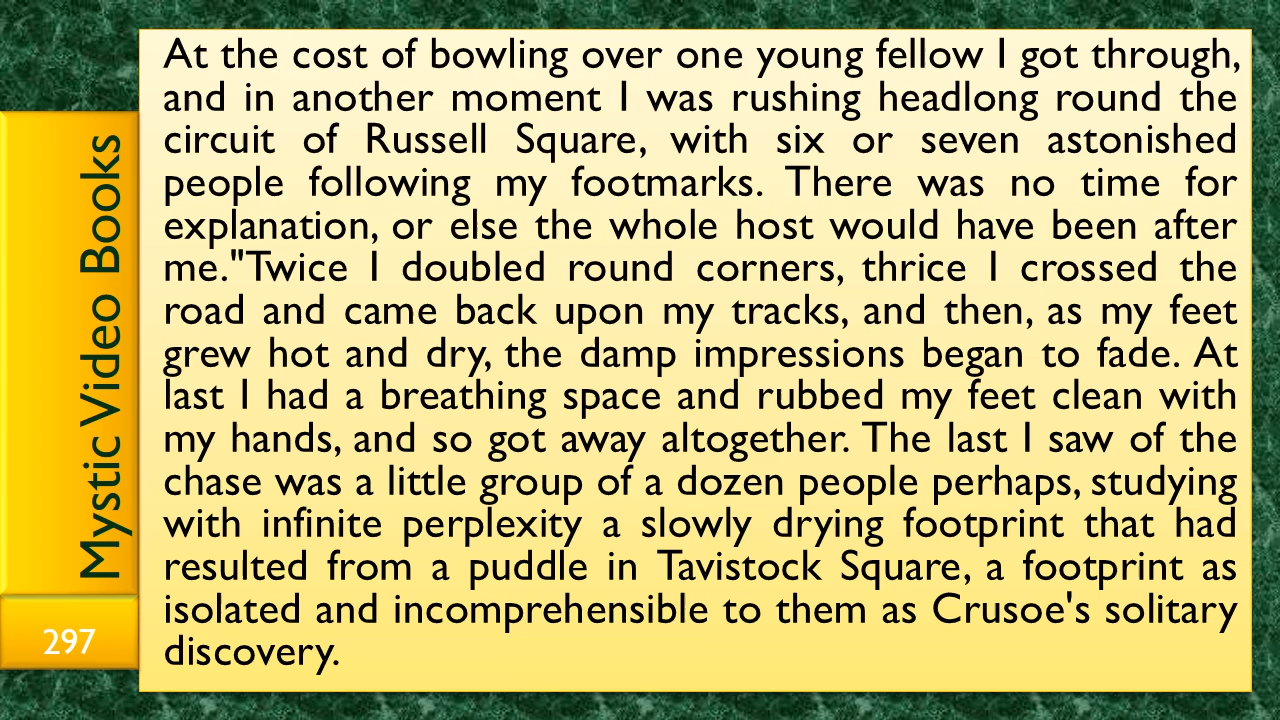 At the cost of bowling over one young fellow I got through,
and in another moment I was rushing headlong round the
circuit of Russell Square, with six or seven astonished
people following my footmarks. There was no time for
explanation, or else the whole host would have been after
me."Twice I doubled round corners, thrice I crossed the
road and came back upon my tracks, and then, as my feet
grew hot and dry, the damp impressions began to fade. At
last I had a breathing space and rubbed my feet clean with
my hands, and so got away altogether. The last I saw of the
chase was a little group of a dozen people perhaps, studying
with infinite perplexity a slowly drying footprint that had
resulted from a puddle in Tavistock Square, a footprint as
isolated and incomprehensible to them as Crusoe's solitary
discovery.
Mystic Video Books
297